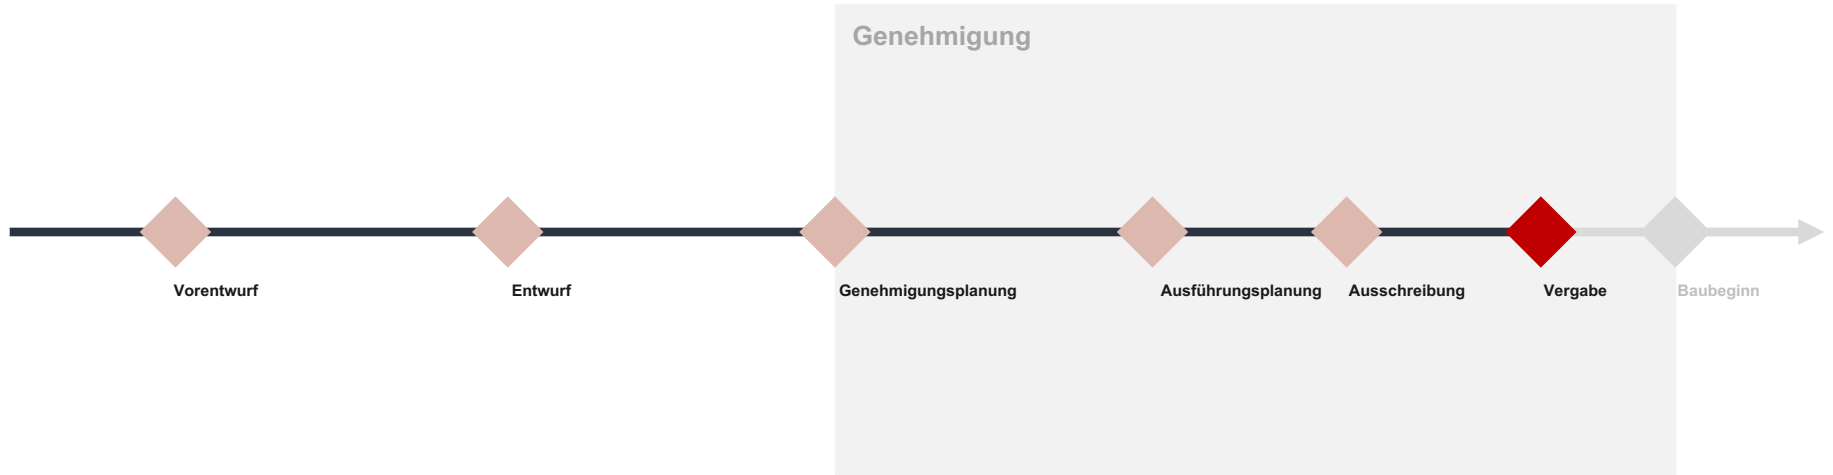 Genehmigung
Vorentwurf
Entwurf
Genehmigungsplanung
Ausführungsplanung
Ausschreibung
Vergabe
Baubeginn